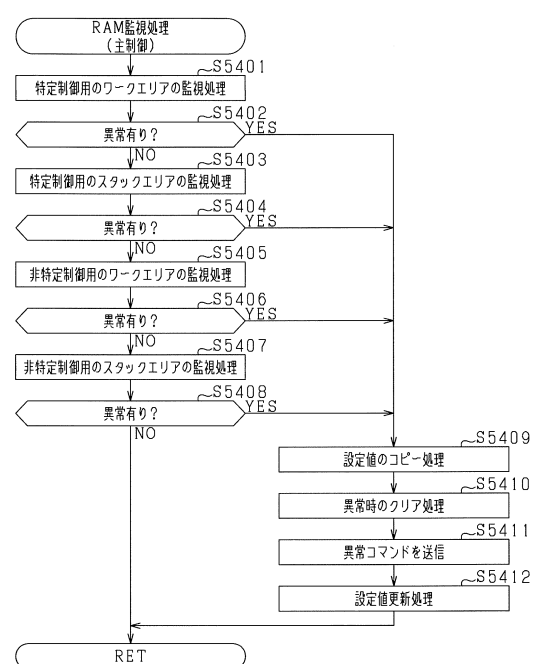 RAM監視処理
(主制御)
S5401
特定制御用のワークエリアの監視処理
S5402
異常有り?
YES
NO
S5403
特定制御用のスタックエリアの監視処理
S5404
異常有り?
YES
NO
S5405
非特定制御用のワークエリアの監視処理
S5406
異常有り?
YES
NO
S5407
非特定制御用のスタックエリアの監視処理
S5408
異常有り?
YES
NO
S5409
設定値のコピー処理
S5410
異常時のクリア処理
S5411
異常コマンドを送信
S5412
設定値更新処理
RET